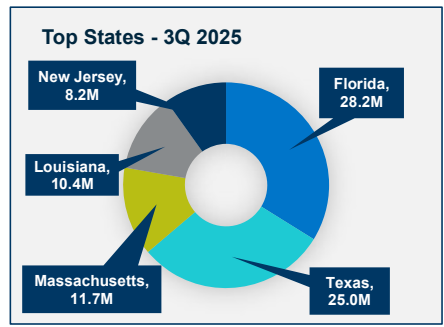 Top States - 3Q 2025
New Jersey,
8.2M
Florida,
28.2M
Louisiana,
10.4M
Massachusetts,
11.7M
Texas,
25.0M